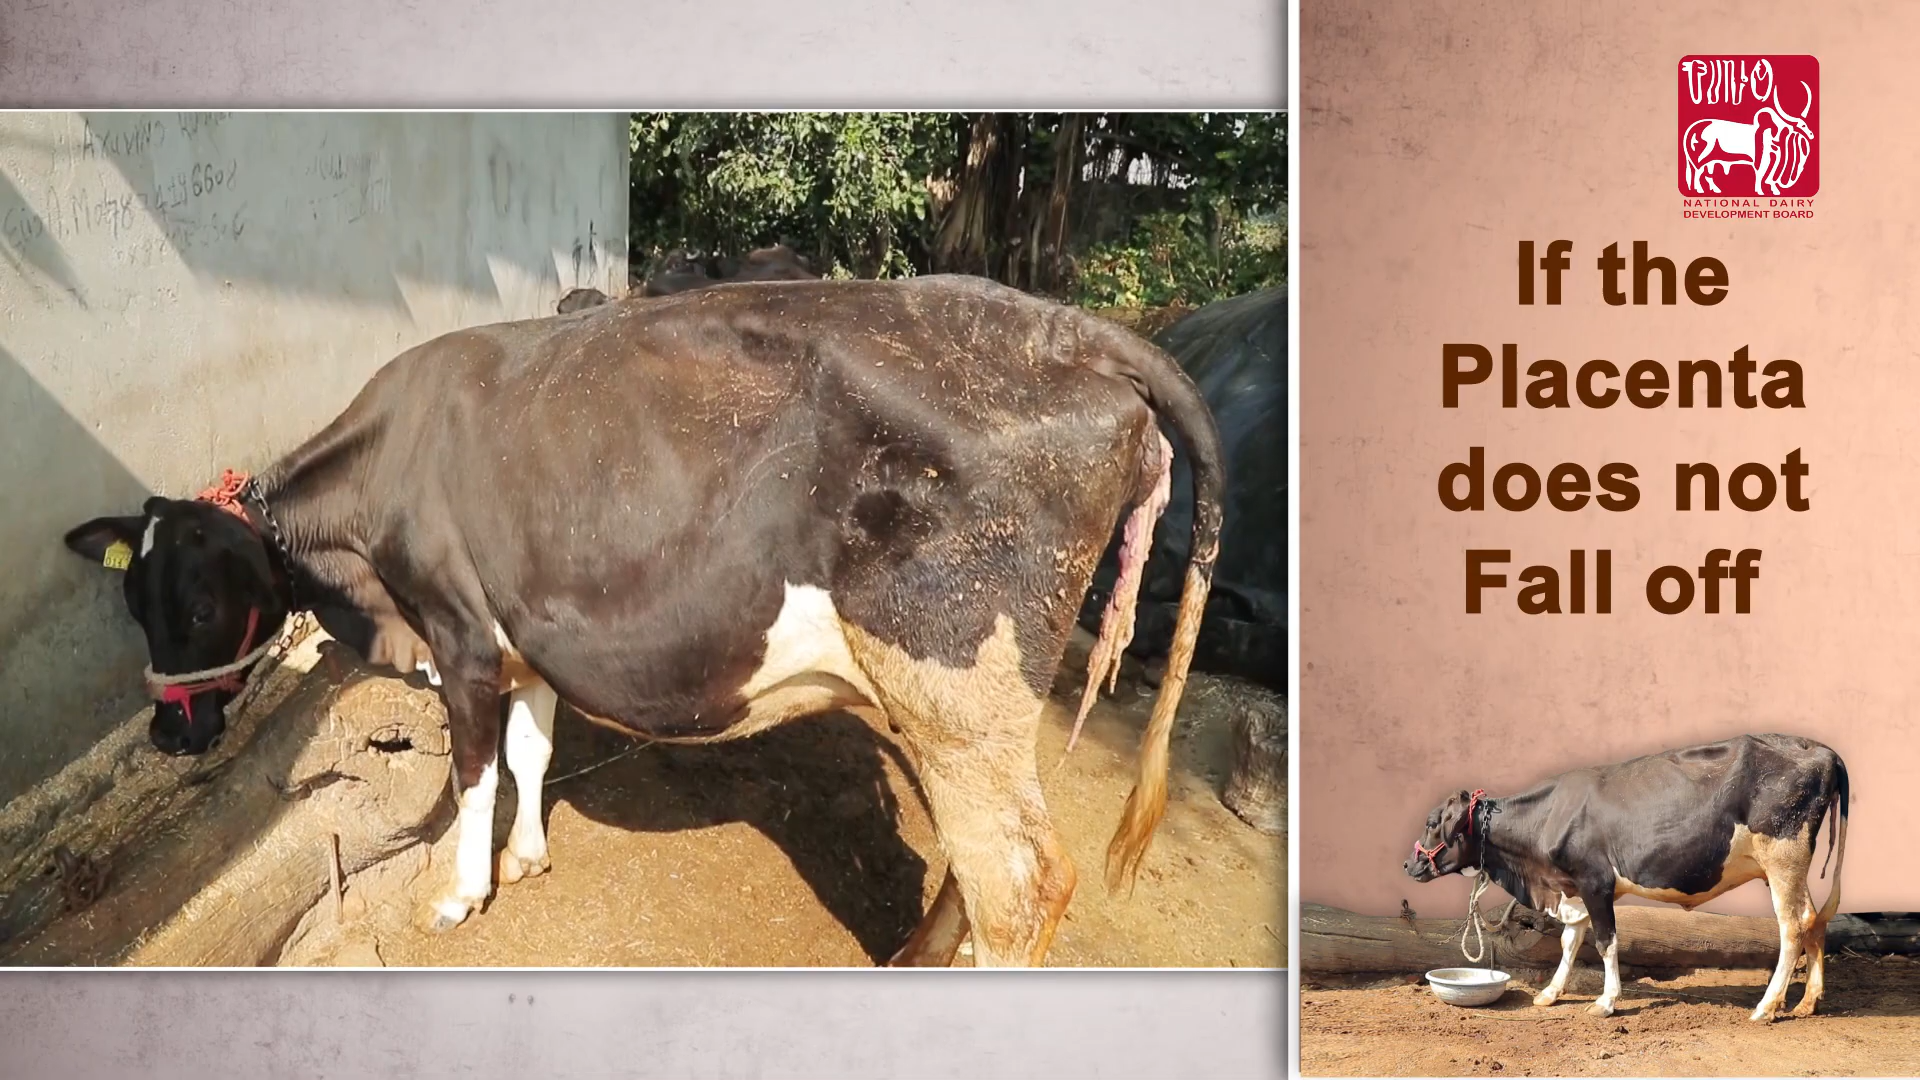 NATIONAL DAIRY
DEVELOPMENT BOARD
If the
Placenta
does not
Fall off